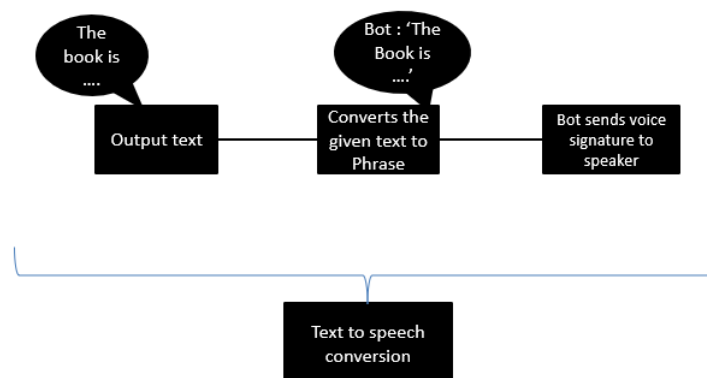 The
book is
....
Bot : ‘The
Book is
....’
Output text
Converts the
given text to
Phrase
Bot sends voice
signature to
speaker
Text to speech
conversion